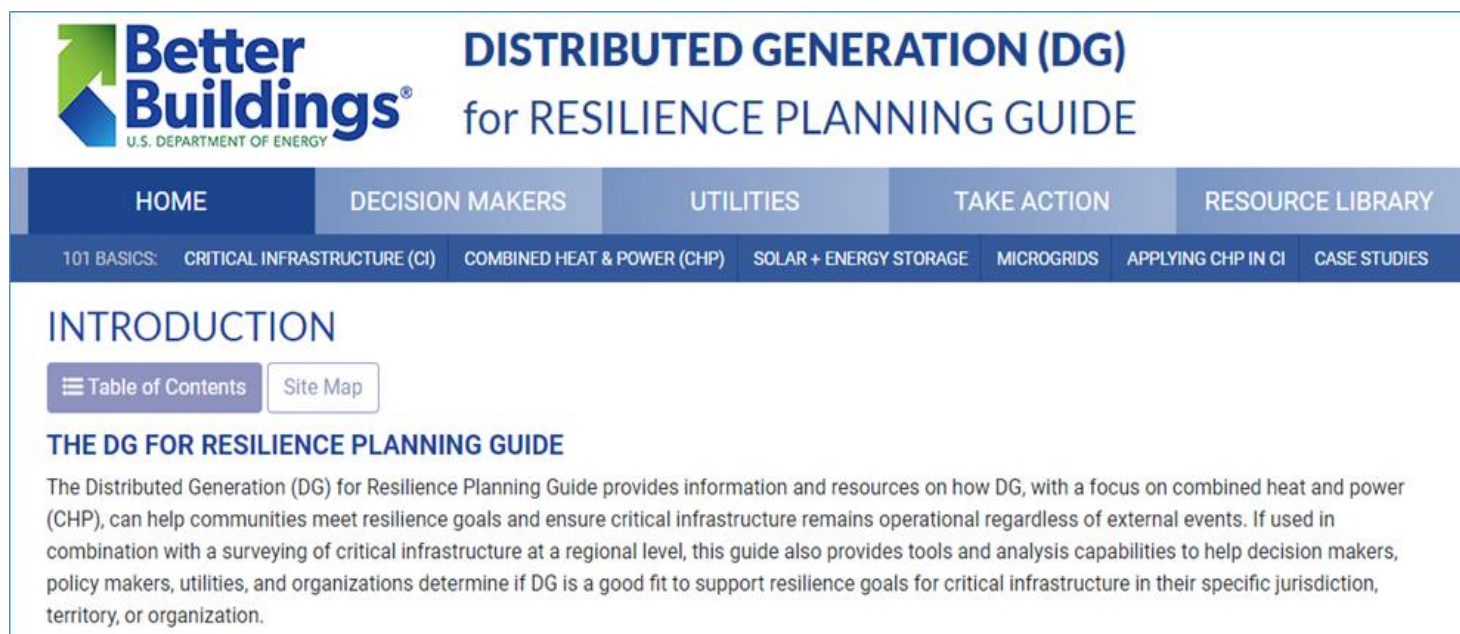 Better
Buildings®
U.S. DEPARTMENT OF ENERGY
DISTRIBUTED GENERATION (DG)
for RESILIENCE PLANNING GUIDE
HOME
DECISION MAKERS
UTILITIES
TAKE ACTION
RESOURCE LIBRARY
101 BASICS: CRITICAL INFRASTRUCTURE (CI) COMBINED HEAT & POWER (CHP) SOLAR + ENERGY STORAGE MICROGRIDS APPLYING CHP IN CI CASE STUDIES
INTRODUCTION
Table of Contents Site Map
THE DG FOR RESILIENCE PLANNING GUIDE
The Distributed Generation (DG) for Resilience Planning Guide provides information and resources on how DG, with a focus on combined heat and power
(CHP), can help communities meet resilience goals and ensure critical infrastructure remains operational regardless of external events. If used in
combination with a surveying of critical infrastructure at a regional level, this guide also provides tools and analysis capabilities to help decision makers,
policy makers, utilities, and organizations determine if DG is a good fit to support resilience goals for critical infrastructure in their specific jurisdiction,
territory, or organization.